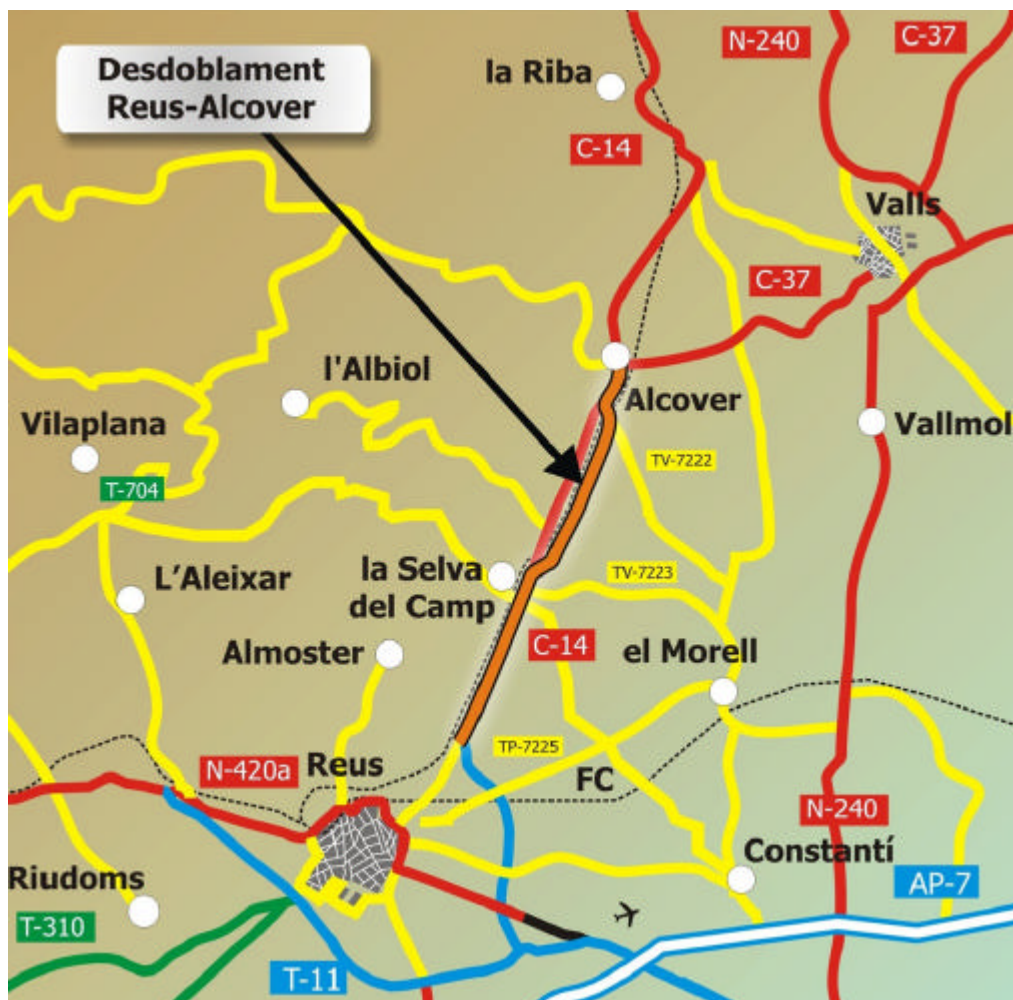 Desdoblament
Reus-Alcover
la Riba
N-240
C-37
C-14
Valls
C-37
l'Albiol
Alcover
Vilaplana
Vallmol
TV-7222
T-704
la Selva
del Camp
TV-7223
L'Aleixar
C-14
Almoster
el Morell
TP-7225
N-420a
Reus
FC
N-240
Constantí
Riudoms
AP-7
T-310
T-11